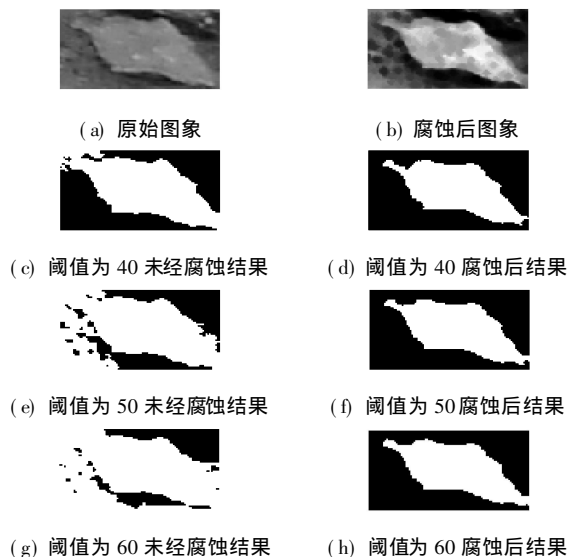 (a) 原始图象
(b) 腐蚀后图象
(c) 阈值为 40 未经腐蚀结果
(d) 阈值为 40 腐蚀后结果
(e) 阈值为 50 未经腐蚀结果
(f) 阈值为 50 腐蚀后结果
(g) 阈值为 60 未经腐蚀结果
(h) 阈值为 60 腐蚀后结果